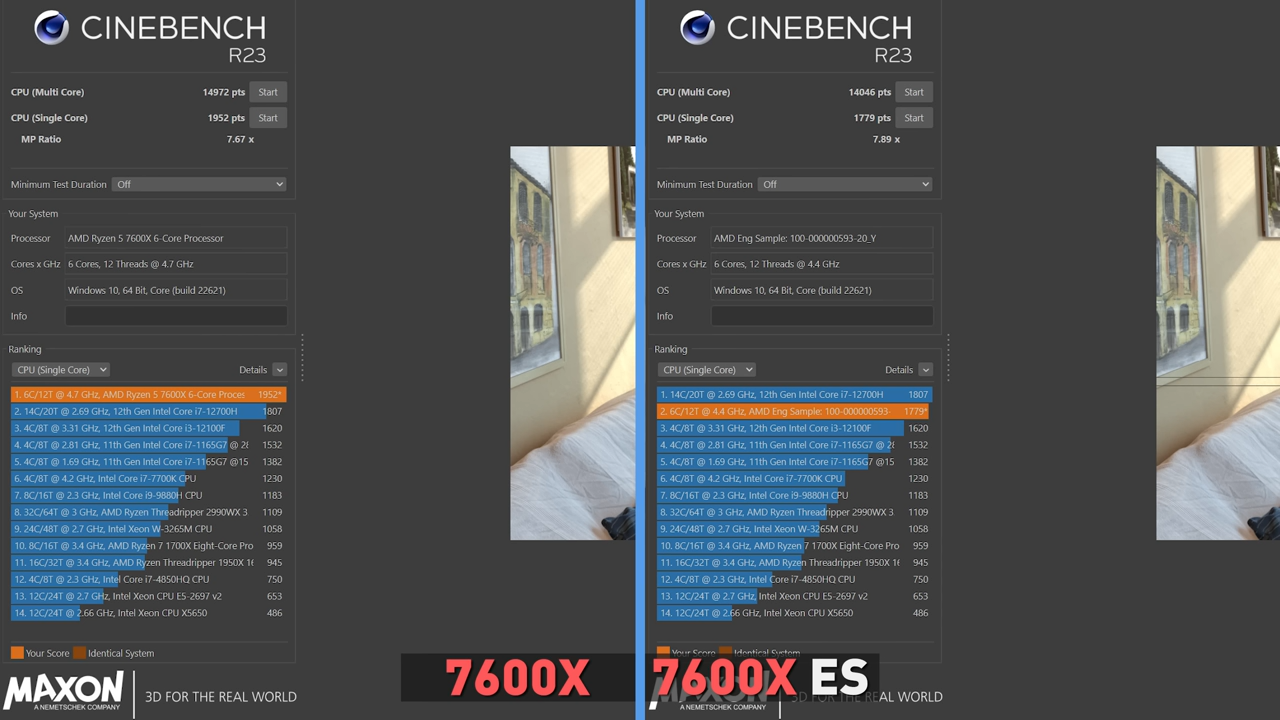 CINEBENCH
R23
CPU (Multi Core) 14972 pts Start
CPU (Single Core) 1952 pts Start
MP Ratio 7.67 x
Minimum Test Duration Off
Your System
Processor AMD Ryzen 5 7600X 6-Core Processor
Cores x GHz 6 Cores, 12 Threads @ 4.7 GHz
OS Windows 10, 64 Bit, Core (build 22621)
Info
Ranking
CPU (Single Core) Details
1. 6C/12T @ 4.7 GHz, AMD Ryzen 5 7600X 6-Core Proces 1952*
2. 14C/20T @ 2.69 GHz, 12th Gen Intel Core i7-12700H 1807
3. 4C/8T @ 3.31 GHz, 12th Gen Intel Core i3-12100F 1620
4. 4C/8T @ 2.81 GHz, 11th Gen Intel Core i7-1165G7 @ 28 1532
5. 4C/8T @ 1.69 GHz, 11th Gen Intel Core i7-1165G7 @15 1382
6. 4C/8T @ 4.2 GHz, Intel Core i7-7700K CPU 1230
7. 8C/16T @ 2.3 GHz, Intel Core i9-9880H CPU 1183
8. 32C/64T @ 3 GHz, AMD Ryzen Threadripper 2990WX 3 1109
9. 24C/48T @ 2.7 GHz, Intel Xeon W-3265M CPU 1058
10. 8C/16T @ 3.4 GHz, AMD Ryzen 7 1700X Eight-Core Pro 959
11. 16C/32T @ 3.4 GHz, AMD Ryzen Threadripper 1950X 16 945
12. 4C/8T @ 2.3 GHz, Intel Core i7-4850HQ CPU 750
13. 12C/24T @ 2.7 GHz, Intel Xeon CPU E5-2697 v2 653
14. 12C/24T @ 2.66 GHz, Intel Xeon CPU X5650 486
Your Score Identical System
MAXON
A NEMETSCHEK COMPANY
3D FOR THE REAL WORLD
7600X
CINEBENCH
R23
CPU (Multi Core) 14046 pts Start
CPU (Single Core) 1779 pts Start
MP Ratio 7.89 x
Minimum Test Duration Off
Your System
Processor AMD Eng Sample: 100-000000593-20_Y
Cores x GHz 6 Cores, 12 Threads @ 4.4 GHz
OS Windows 10, 64 Bit, Core (build 22621)
Info
Ranking
CPU (Single Core) Details
1. 14C/20T @ 2.69 GHz, 12th Gen Intel Core i7-12700H 1807
2. 6C/12T @ 4.4 GHz, AMD Eng Sample: 100-000000593- 1779*
3. 4C/8T @ 3.31 GHz, 12th Gen Intel Core i3-12100F 1620
4. 4C/8T @ 2.81 GHz, 11th Gen Intel Core i7-1165G7 @ 28 1532
5. 4C/8T @ 1.69 GHz, 11th Gen Intel Core i7-1165G7 @15 1382
6. 4C/8T @ 4.2 GHz, Intel Core i7-7700K CPU 1230
7. 8C/16T @ 2.3 GHz, Intel Core i9-9880H CPU 1183
8. 32C/64T @ 3 GHz, AMD Ryzen Threadripper 2990WX 3 1109
9. 24C/48T @ 2.7 GHz, Intel Xeon W-3265M CPU 1058
10. 8C/16T @ 3.4 GHz, AMD Ryzen 7 1700X Eight-Core Pro 959
11. 16C/32T @ 3.4 GHz, AMD Ryzen Threadripper 1950X 16 945
12. 4C/8T @ 2.3 GHz, Intel Core i7-4850HQ CPU 750
13. 12C/24T @ 2.7 GHz, Intel Xeon CPU E5-2697 v2 653
14. 12C/24T @ 2.66 GHz, Intel Xeon CPU X5650 486
Your Score Identical System
7600X ES
MAXON
A NEMETSCHEK COMPANY
3D FOR THE REAL WORLD